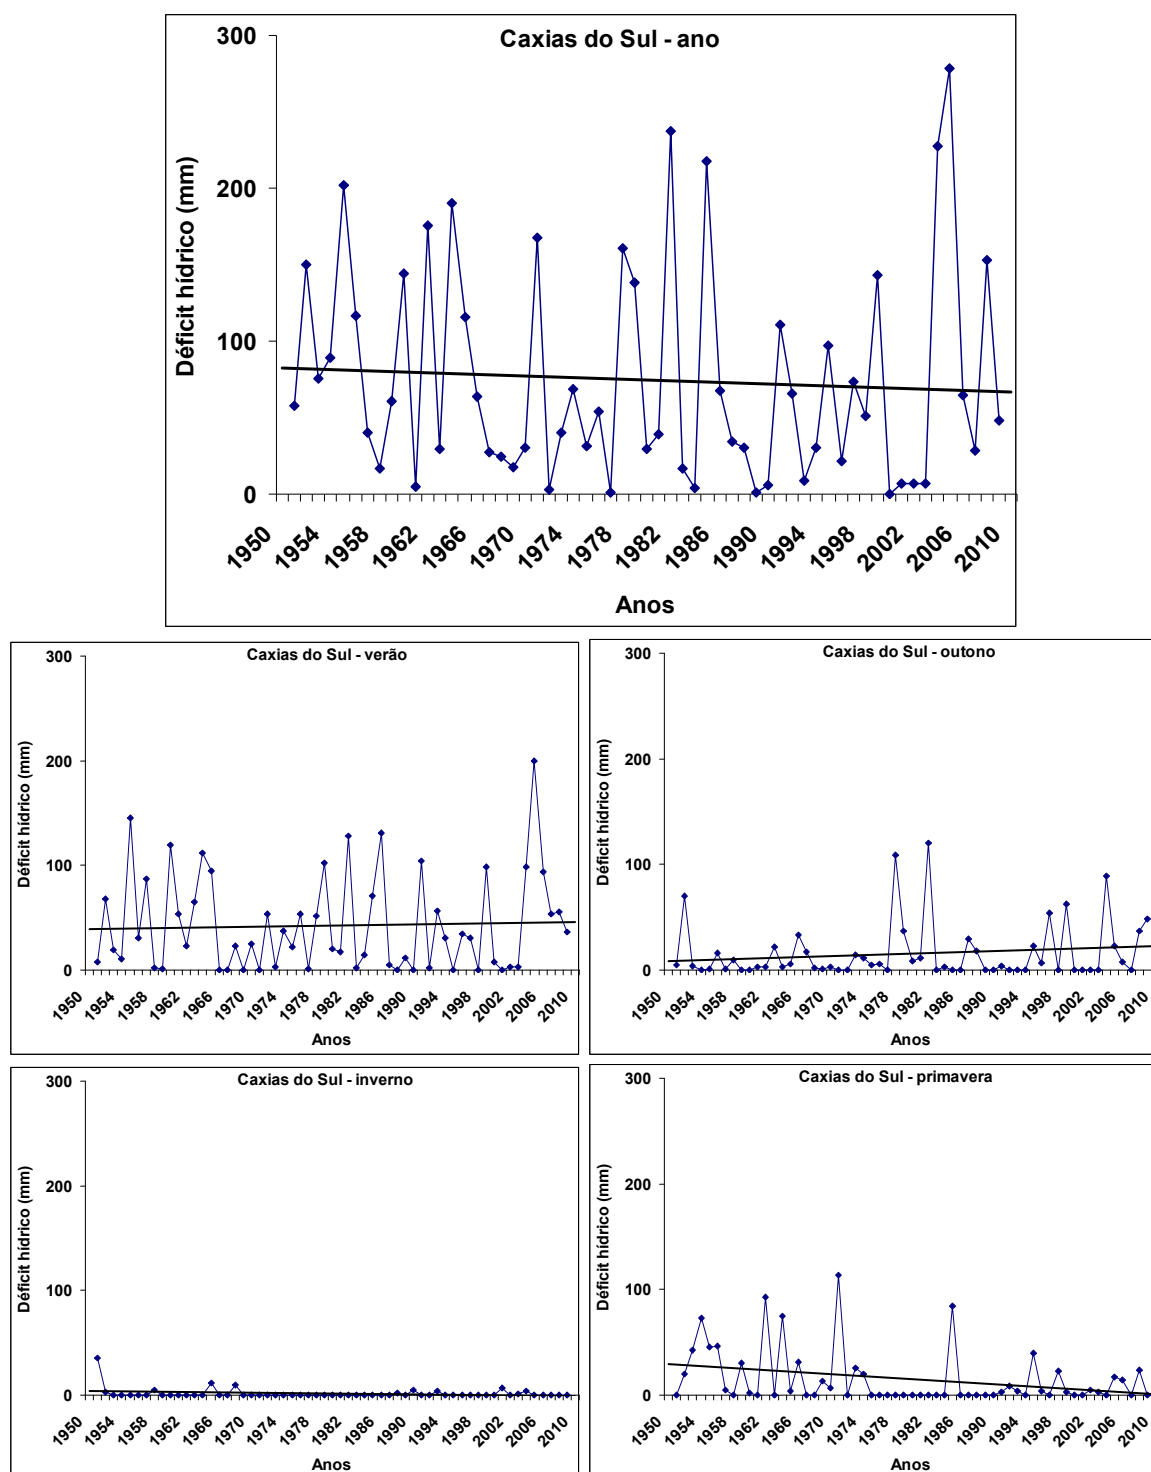 Caxias do Sul - ano
Déficit hídrico (mm)
300
200
100
0
1950 1954 1958 1962 1966 1970 1974 1978 1982 1986 1990 1994 1998 2002 2006 2010
Anos
Caxias do Sul - verão
Déficit hídrico (mm)
300
200
100
0
1950 1954 1958 1962 1966 1970 1974 1978 1982 1986 1990 1994 1998 2002 2006 2010
Anos
Caxias do Sul - outono
Déficit hídrico (mm)
300
200
100
0
1950 1954 1958 1962 1966 1970 1974 1978 1982 1986 1990 1994 1998 2002 2006 2010
Anos
Caxias do Sul - inverno
Déficit hídrico (mm)
300
200
100
0
1950 1954 1958 1962 1966 1970 1974 1978 1982 1986 1990 1994 1998 2002 2006 2010
Anos
Caxias do Sul - primavera
Déficit hídrico (mm)
300
200
100
0
1950 1954 1958 1962 1966 1970 1974 1978 1982 1986 1990 1994 1998 2002 2006 2010
Anos